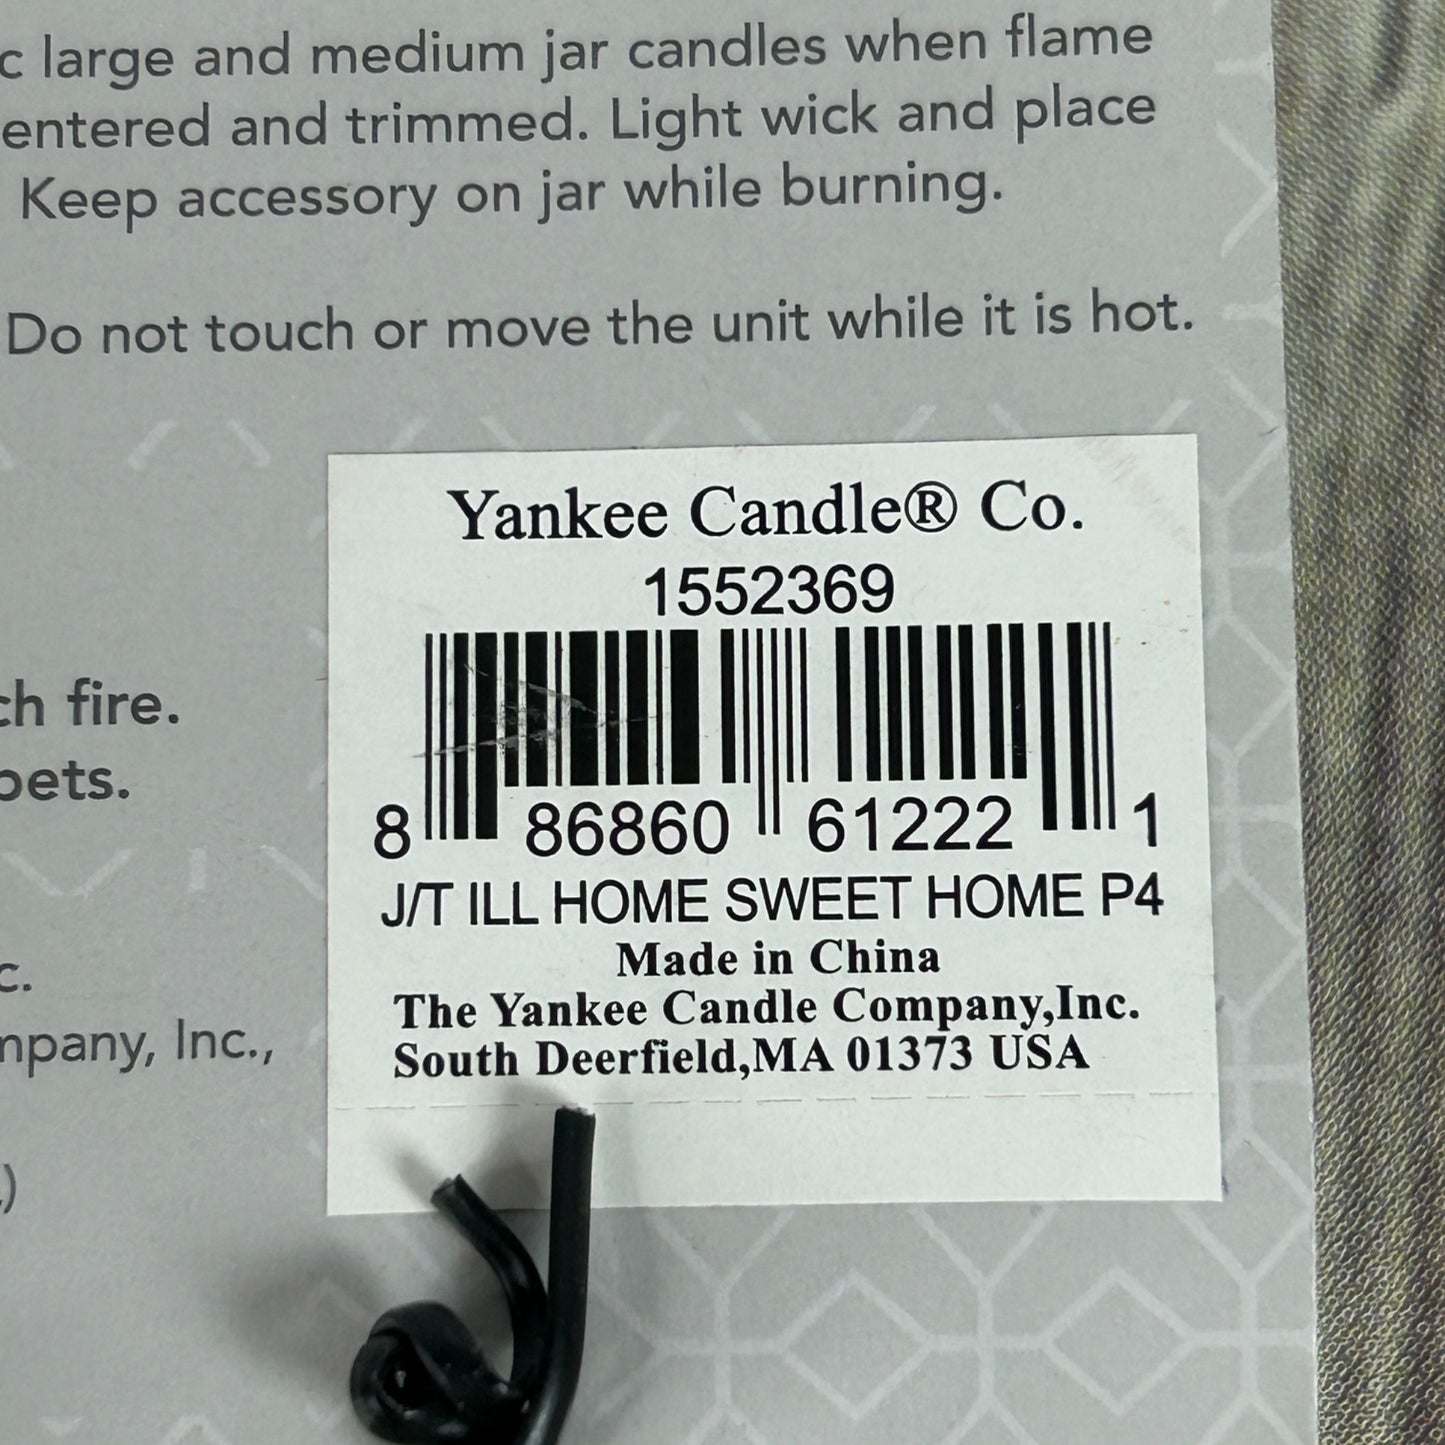 large and medium jar candles when flame
entered and trimmed. Light wick and place
Keep accessory on jar while burning.
Do not touch or move the unit while it is hot.
Yankee Candle® Co.
1552369
8 86860 61222 1
J/T ILL HOME SWEET HOME P4
Made in China
The Yankee Candle Company,Inc.
South Deerfield,MA 01373 USA
ch fire.
pets.
c.
mpany, Inc.,
)